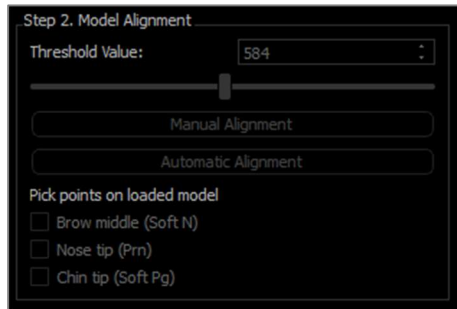 Step 2. Model Alignment
Threshold Value: 584
Manual Alignment
Automatic Alignment
Pick points on loaded model
Brow middle (Soft N)
Nose tip (Prn)
Chin tip (Soft Pg)